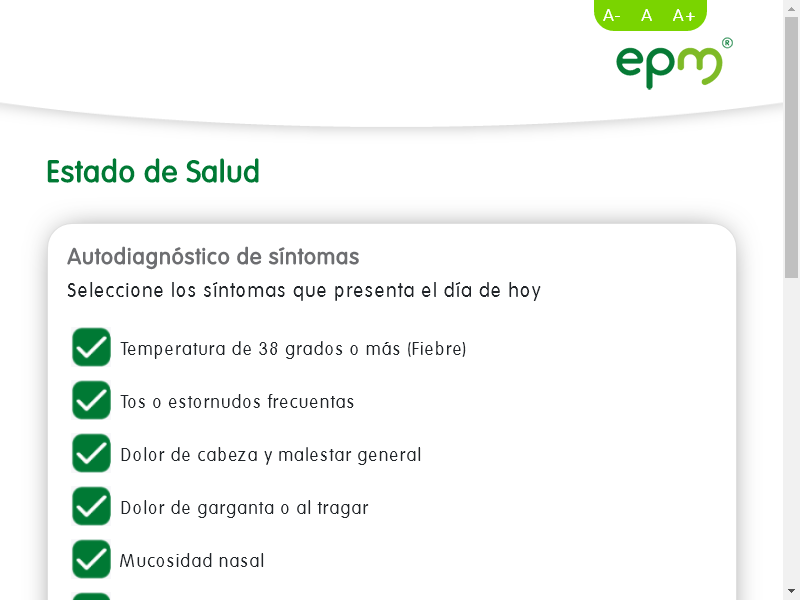 A- A A+
epm®
Estado de Salud
Autodiagnóstico de síntomas
Seleccione los síntomas que presenta el día de hoy
Temperatura de 38 grados o más (Fiebre)
Tos o estornudos frecuentas
Dolor de cabeza y malestar general
Dolor de garganta o al tragar
Mucosidad nasal